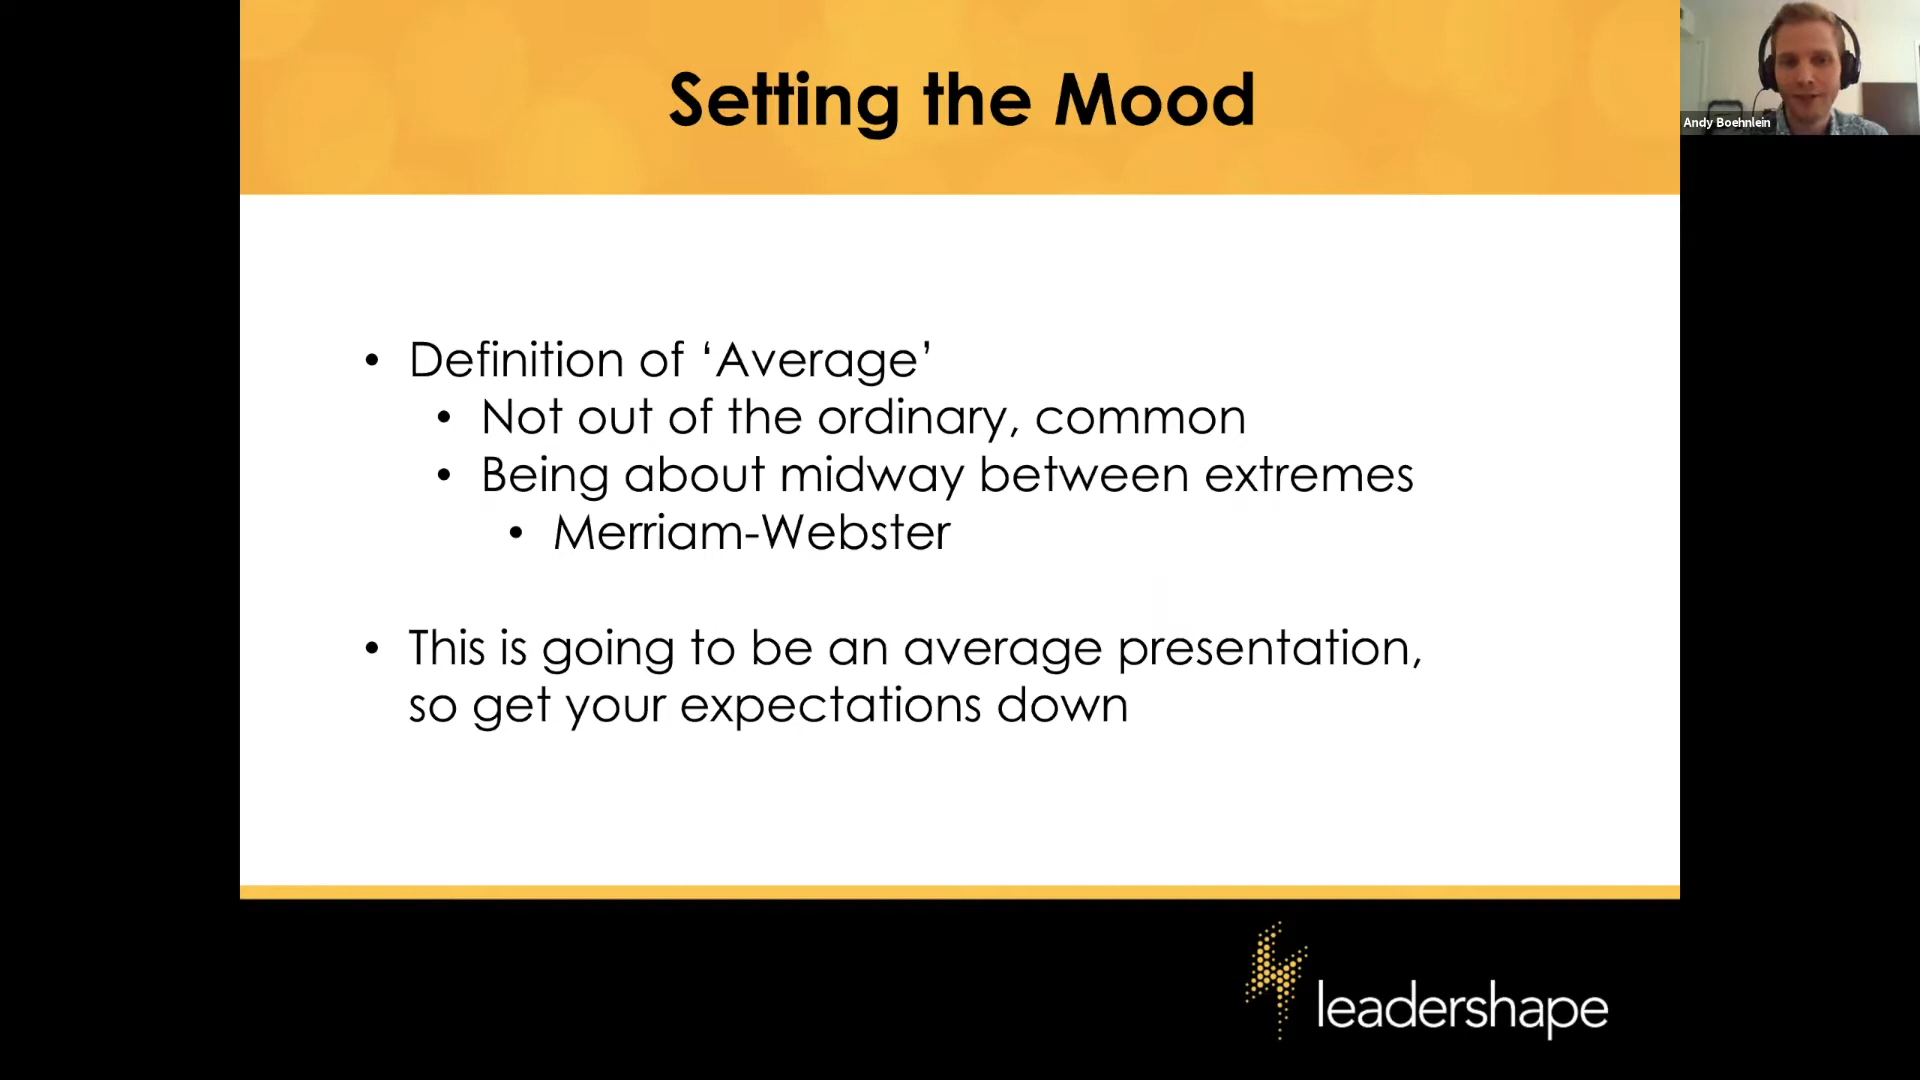 Setting the Mood
Andy Boehnlein
• Definition of ‘Average’
• Not out of the ordinary, common
• Being about midway between extremes
• Merriam-Webster
• This is going to be an average presentation,
so get your expectations down
leadershape